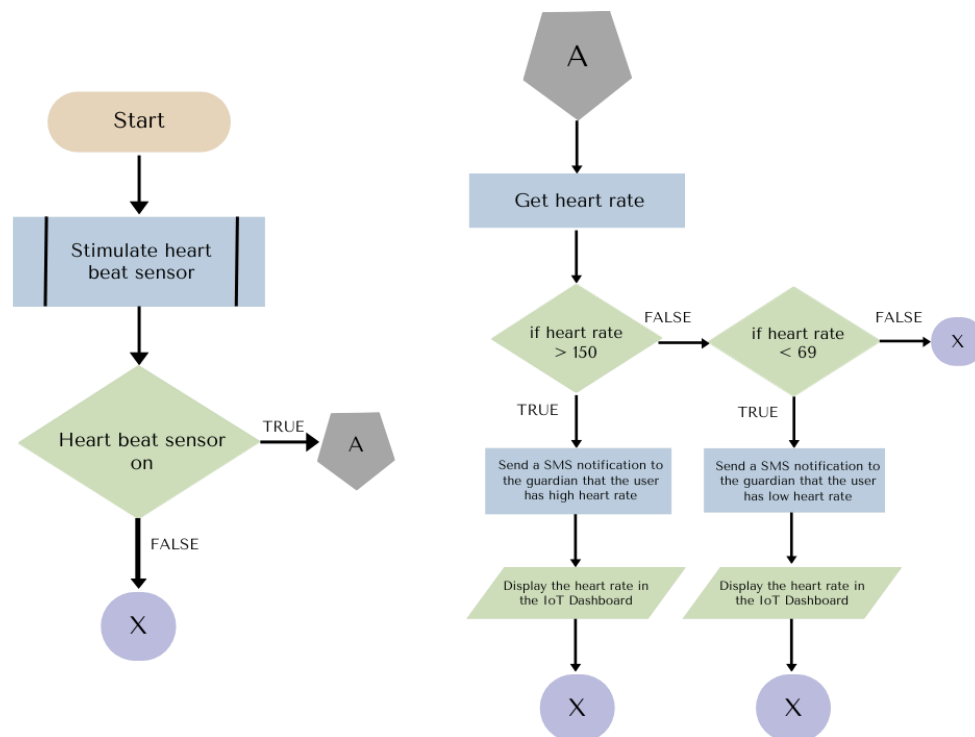 Start
Stimulate heart
beat sensor
Heart beat sensor
on
TRUE
A
FALSE
X
A
Get heart rate
if heart rate
> 150
FALSE
if heart rate
< 69
FALSE
X
TRUE
TRUE
Send a SMS notification to
the guardian that the user
has high heart rate
Send a SMS notification to
the guardian that the user
has low heart rate
Display the heart rate in
the IoT Dashboard
Display the heart rate in
the IoT Dashboard
X
X